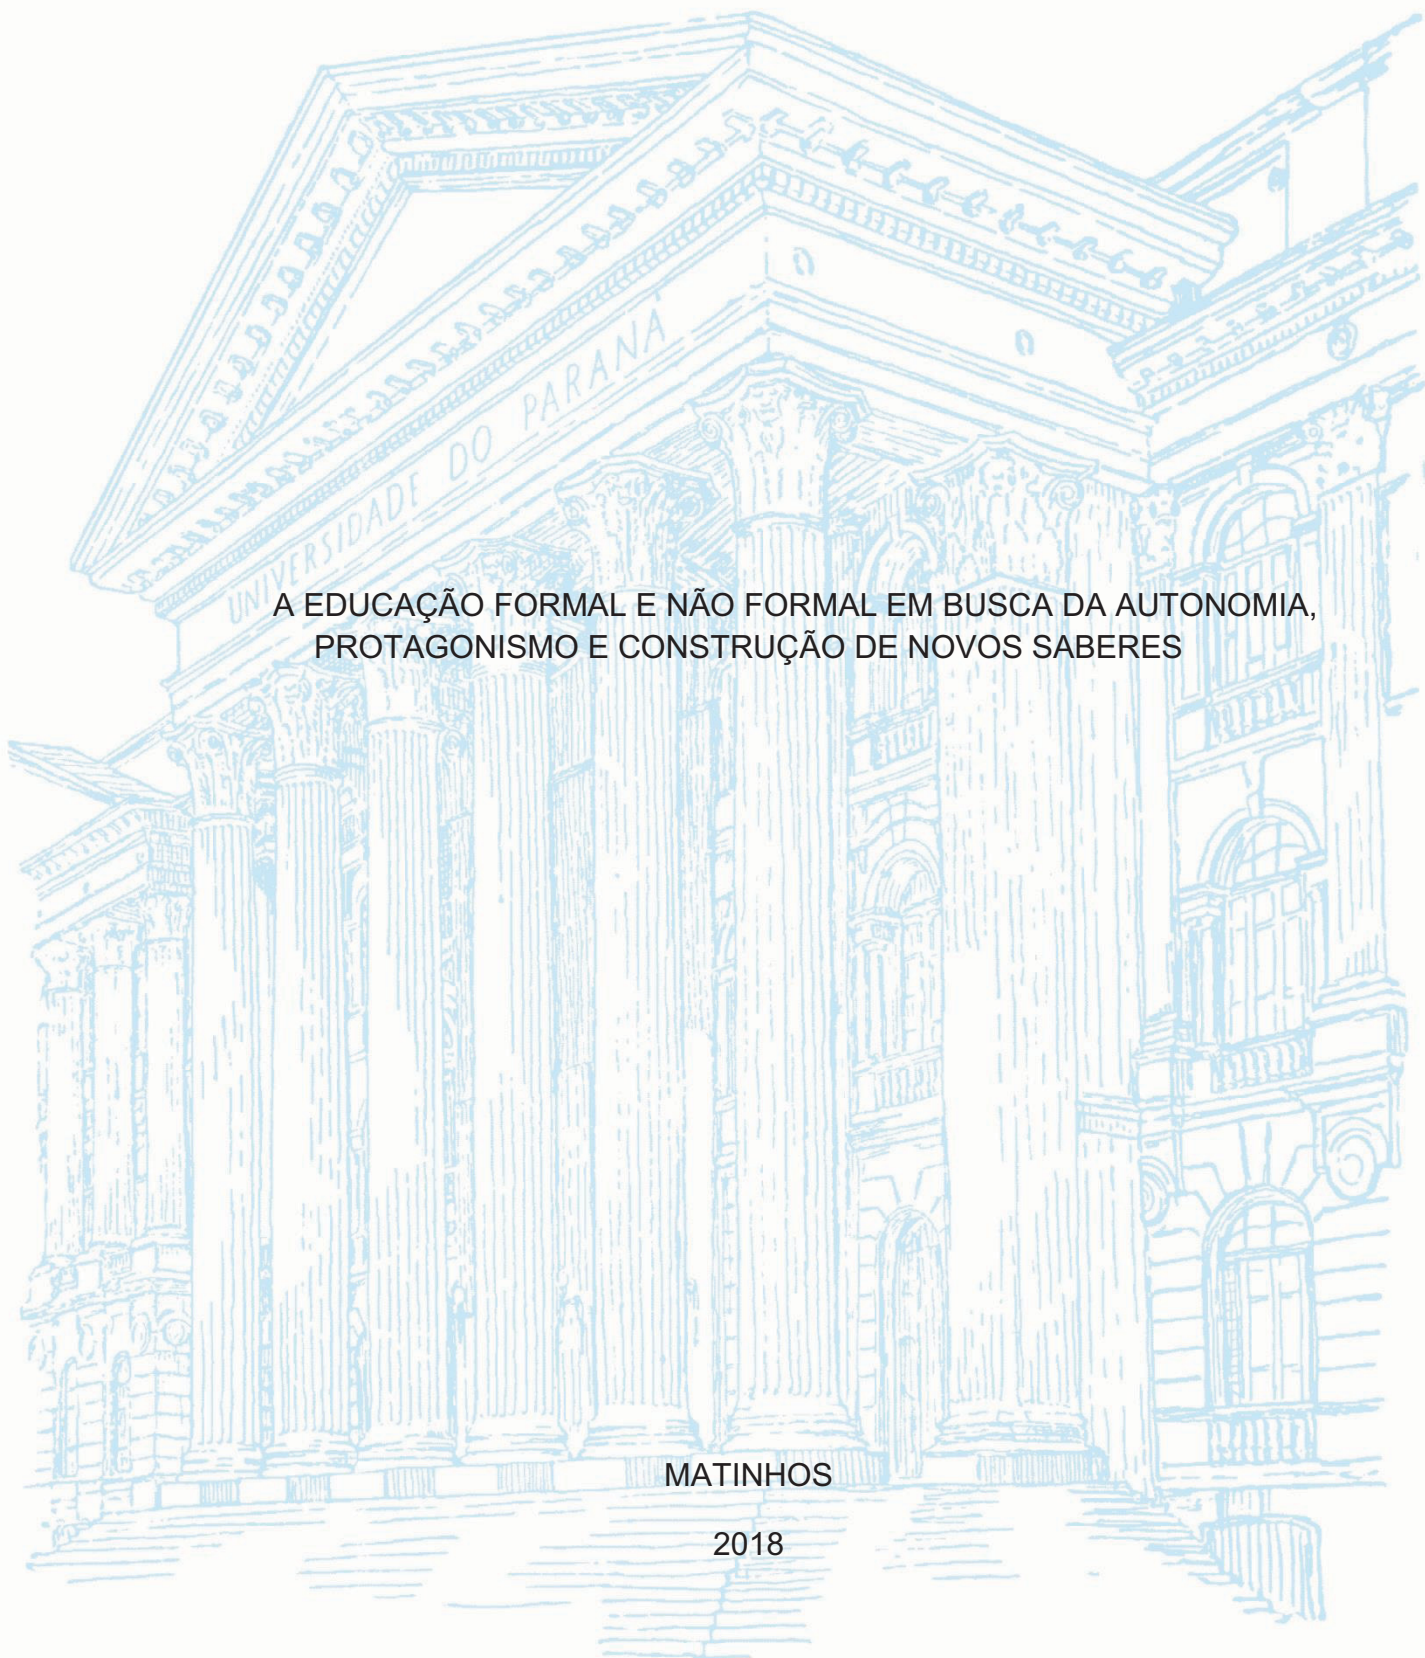 UNIVERSIDADE DO PARANÁ
A EDUCAÇÃO FORMAL E NÃO FORMAL EM BUSCA DA AUTONOMIA,
PROTAGONISMO E CONSTRUÇÃO DE NOVOS SABERES
MATINHOS
2018